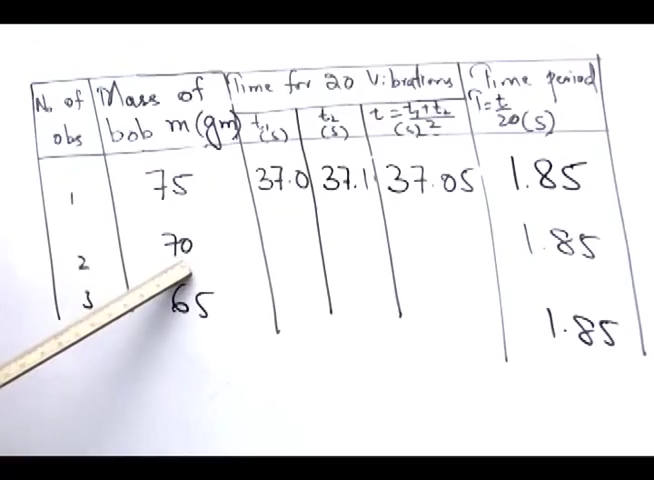 N. of obs Mass of bob m(gm) Time for 20 Vibrations Time period
t₁ (s) t₂ (s) t = t₁+t₂/2 (s) T = t/20 (s)
1 75 37.0 37.1 37.05 1.85
2 70 1.85
3 65 1.85